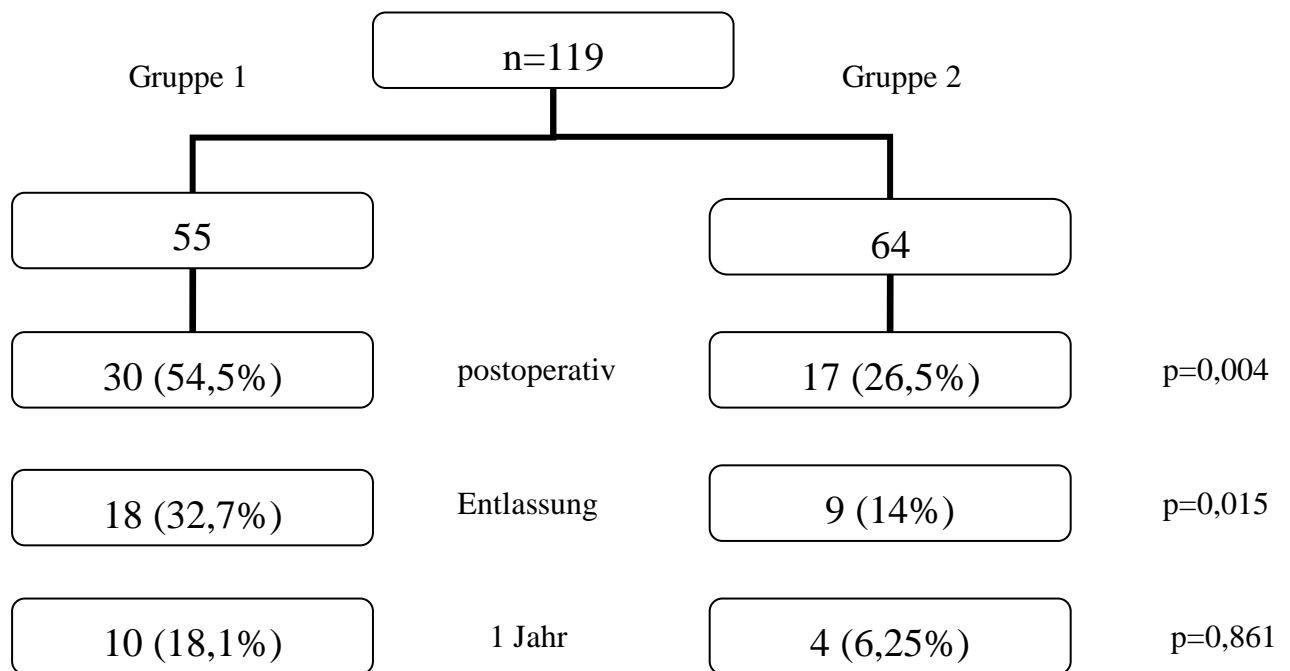 n=119
Gruppe 1
Gruppe 2
55
64
30 (54,5%)
postoperativ
17 (26,5%)
p=0,004
18 (32,7%)
Entlassung
9 (14%)
p=0,015
10 (18,1%)
1 Jahr
4 (6,25%)
p=0,861